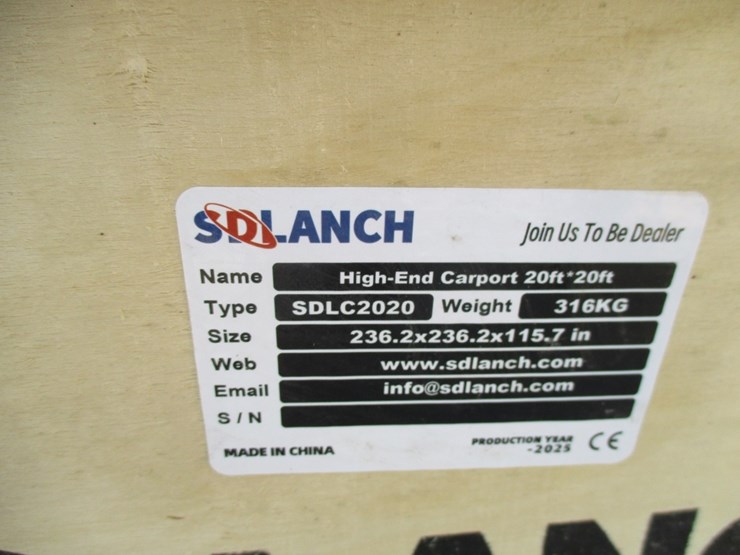 SDLANCH Join Us To Be Dealer
Name High-End Carport 20ft*20ft
Type SDLC2020 Weight 316KG
Size 236.2x236.2x115.7 in
Web www.sdlanch.com
Email info@sdlanch.com
S/N
MADE IN CHINA PRODUCTION YEAR CE
-2025